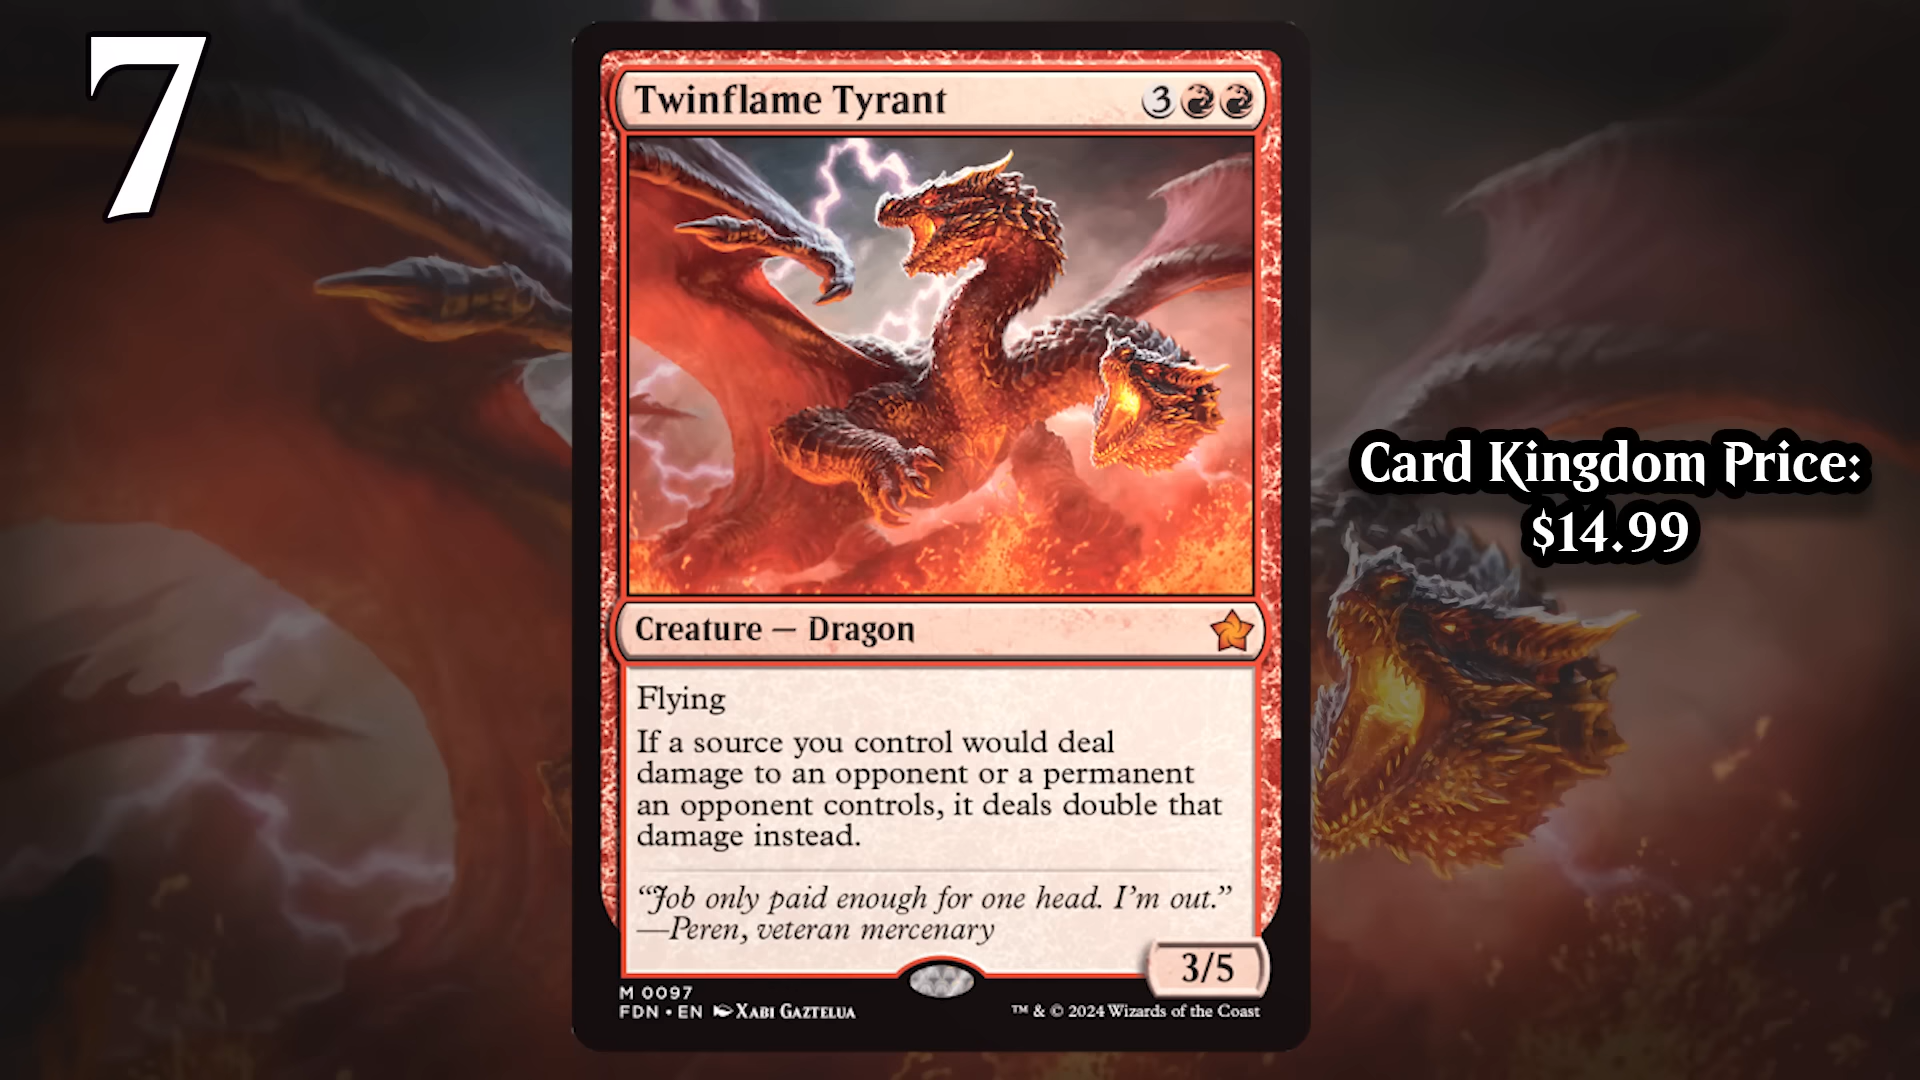 7
Twinflame Tyrant 3
Card Kingdom Price:
$14.99
Creature — Dragon
Flying
If a source you control would deal
damage to an opponent or a permanent
an opponent controls, it deals double that
damage instead.
“Job only paid enough for one head. I’m out.”
—Peren, veteran mercenary
3/5
M 0097
FDN • EN Xabi Gaztelua
™ & © 2024 Wizards of the Coast